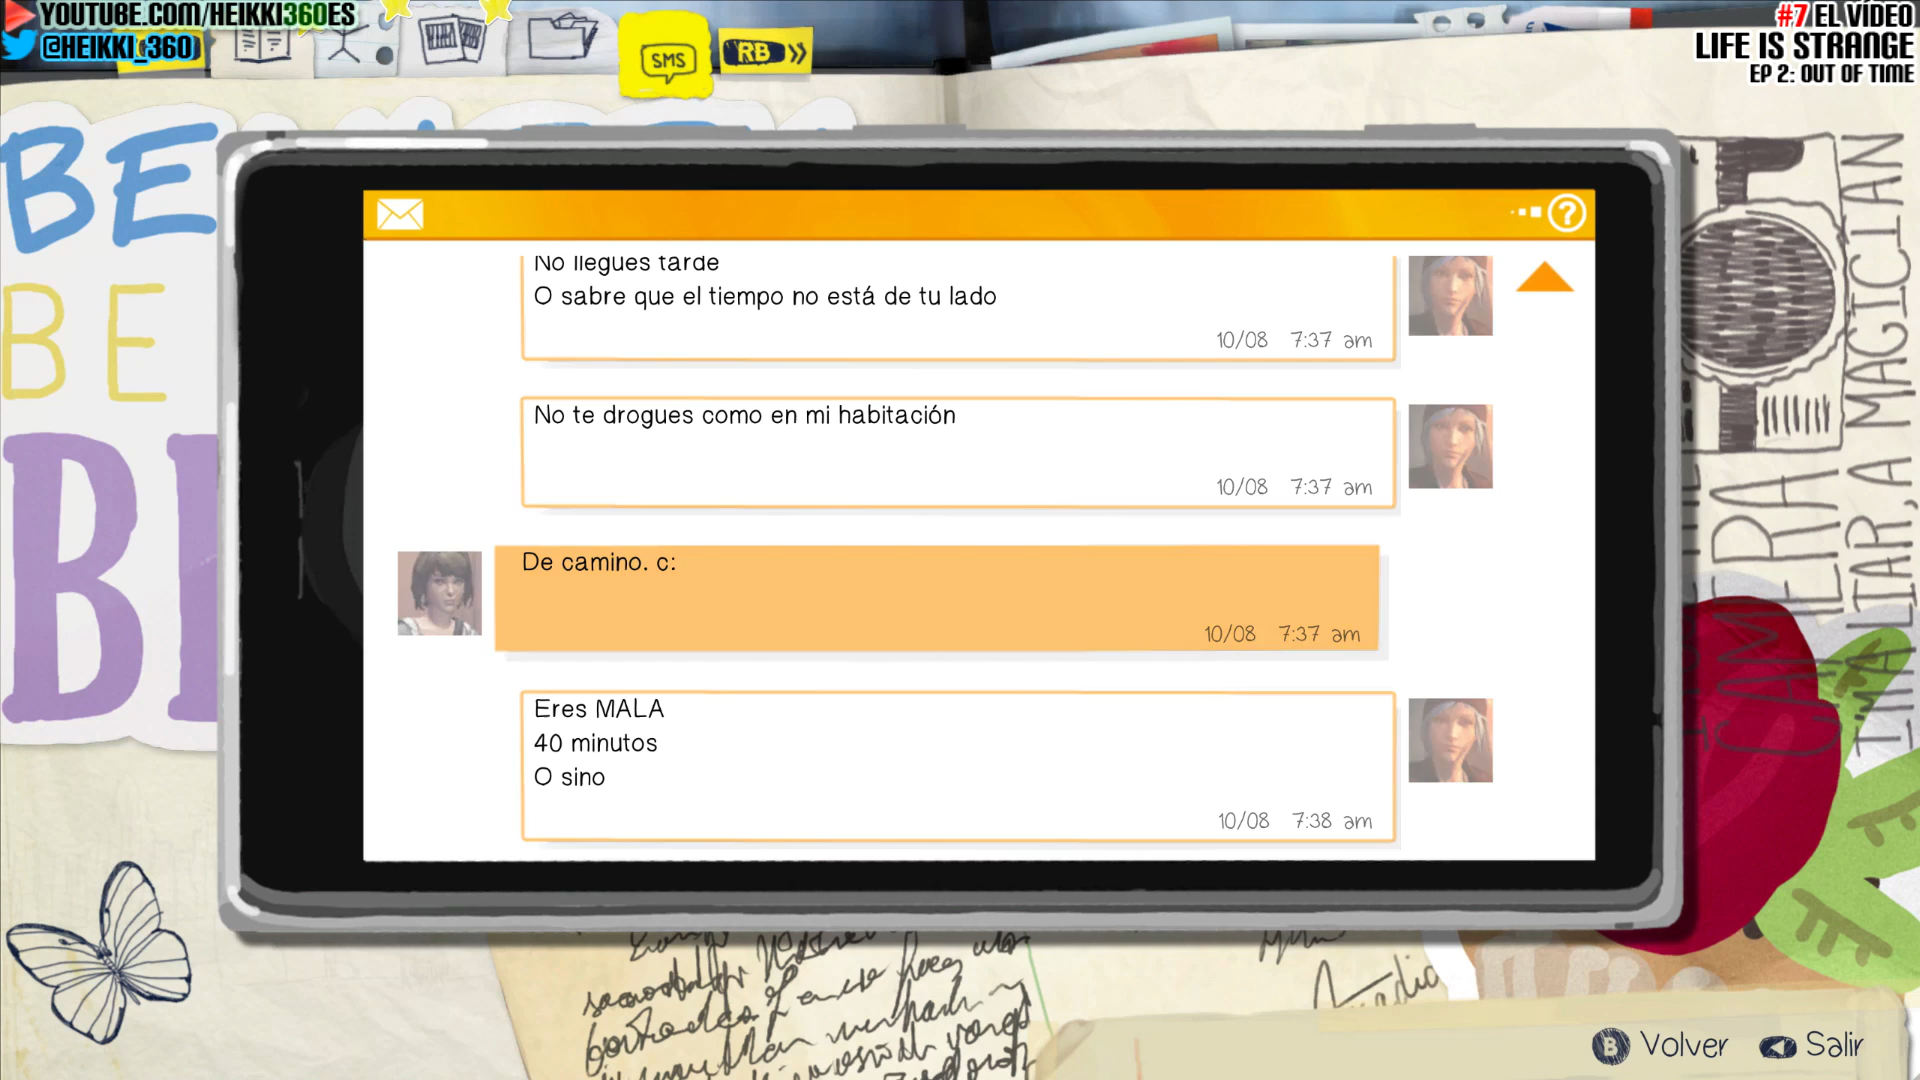 YOUTUBE.COM/HEIKKI360ES
@HEIKKI_360
SMS
RB
#7 EL VÍDEO
LIFE IS STRANGE
EP 2: OUT OF TIME
BE
BE
No llegues tarde
O sabre que el tiempo no está de tu lado
10/08 7:37 am
No te drogues como en mi habitación
10/08 7:37 am
De camino. c:
10/08 7:37 am
Eres MALA
40 minutos
O sino
10/08 7:38 am
A MAGICIAN
B Volver
Salir